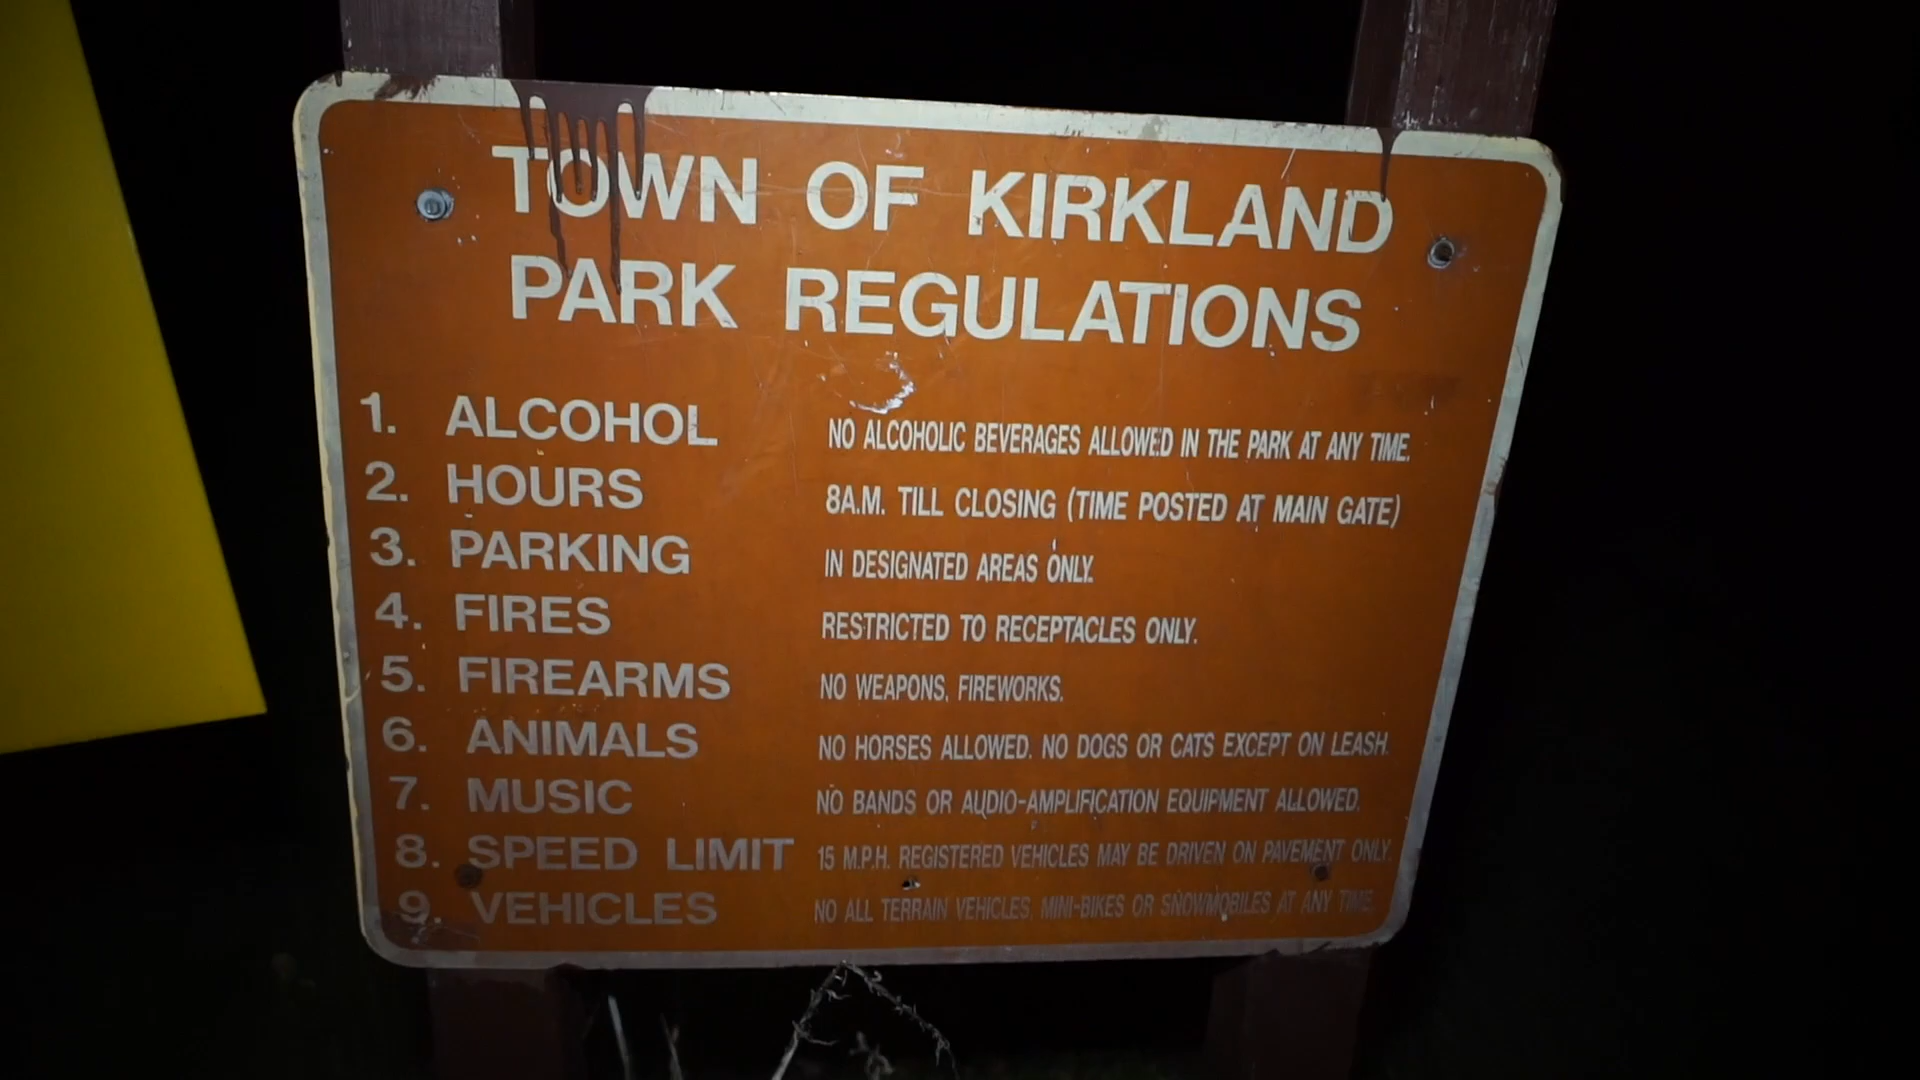 TOWN OF KIRKLAND
PARK REGULATIONS
1. ALCOHOL NO ALCOHOLIC BEVERAGES ALLOWED IN THE PARK AT ANY TIME.
2. HOURS 8A.M. TILL CLOSING (TIME POSTED AT MAIN GATE)
3. PARKING IN DESIGNATED AREAS ONLY.
4. FIRES RESTRICTED TO RECEPTACLES ONLY.
5. FIREARMS NO WEAPONS, FIREWORKS.
6. ANIMALS NO HORSES ALLOWED. NO DOGS OR CATS EXCEPT ON LEASH.
7. MUSIC NO BANDS OR AUDIO-AMPLIFICATION EQUIPMENT ALLOWED.
8. SPEED LIMIT 15 M.P.H. REGISTERED VEHICLES MAY BE DRIVEN ON PAVEMENT ONLY.
9. VEHICLES NO ALL TERRAIN VEHICLES, MINI-BIKES OR SNOWMOBILES AT ANY TIME.